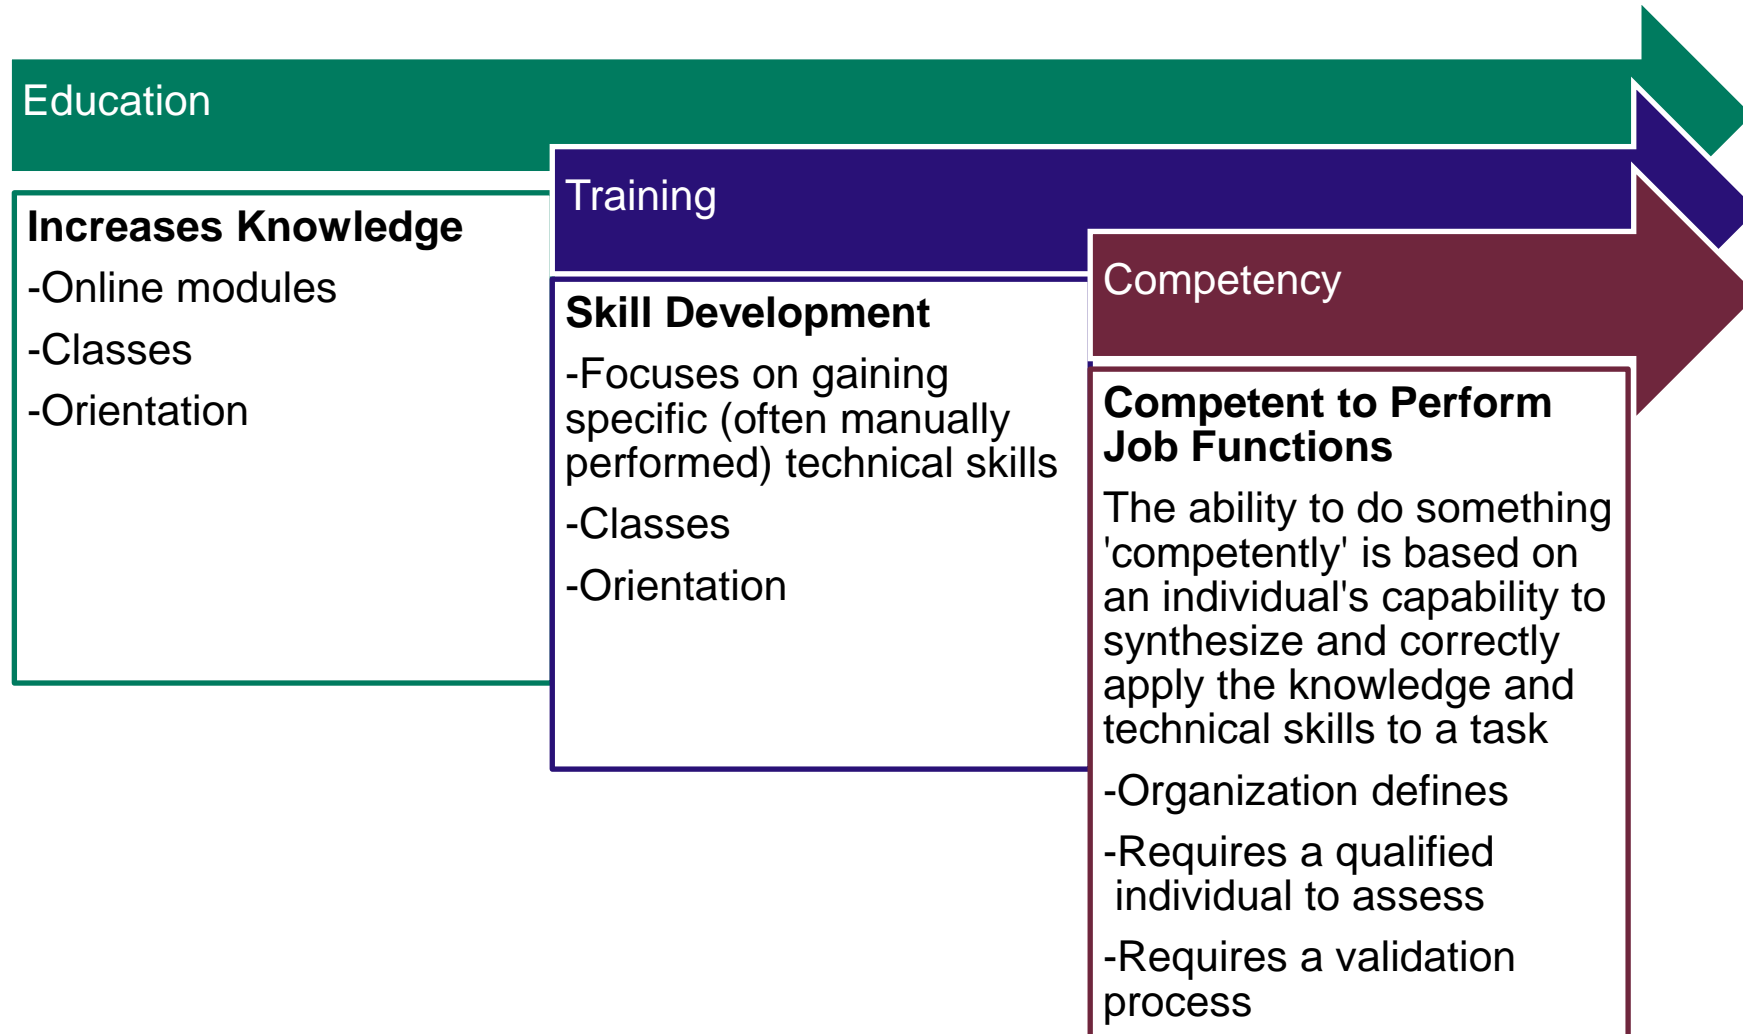 Education
Increases Knowledge
-Online modules
-Classes
-Orientation
Training
Skill Development
-Focuses on gaining
specific (often manually
performed) technical skills
-Classes
-Orientation
Competency
Competent to Perform
Job Functions
The ability to do something
'competently' is based on
an individual's capability to
synthesize and correctly
apply the knowledge and
technical skills to a task
-Organization defines
-Requires a qualified
individual to assess
-Requires a validation
process